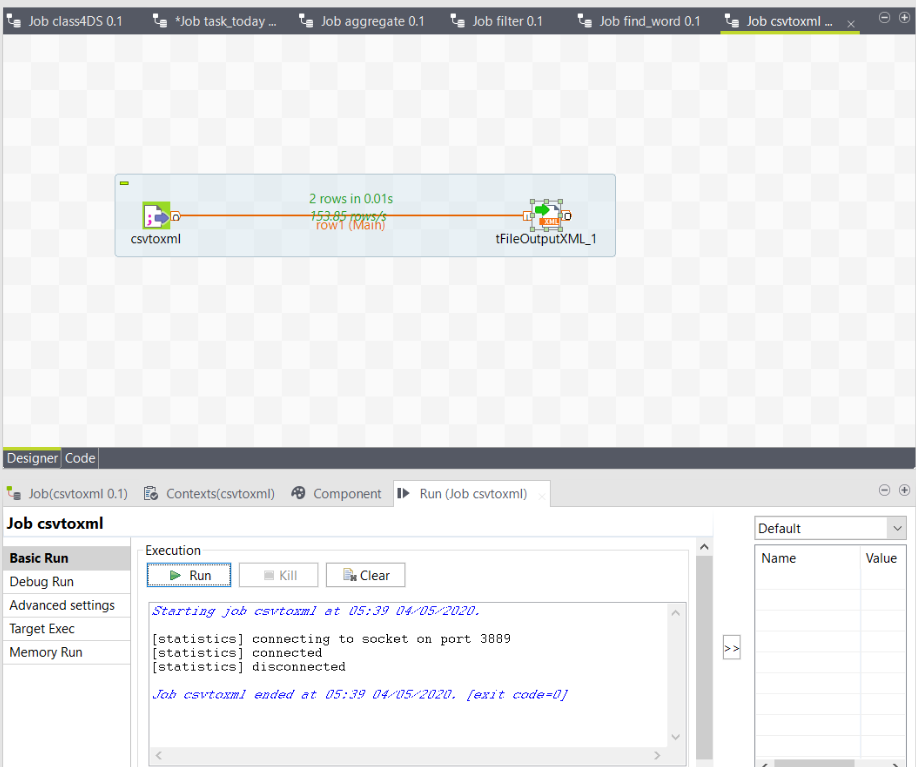 Job class4DS 0.1
*Job task_today ...
Job aggregate 0.1
Job filter 0.1
Job find_word 0.1
Job csvtoxml ...
2 rows in 0.01s
153.85 rows/s
row1 (Main)
csvtoxml
XML
tFileOutputXML_1
Designer
Code
Job(csvtoxml 0.1)
Contexts(csvtoxml)
Component
Run (Job csvtoxml)
Job csvtoxml
Default
Basic Run
Debug Run
Advanced settings
Target Exec
Memory Run
Execution
Run
Kill
Clear
Starting job csvtoxml at 05:39 04/05/2020.
[statistics] connecting to socket on port 3889
[statistics] connected
[statistics] disconnected
Job csvtoxml ended at 05:39 04/05/2020. [exit code=0]
>>
Name
Value